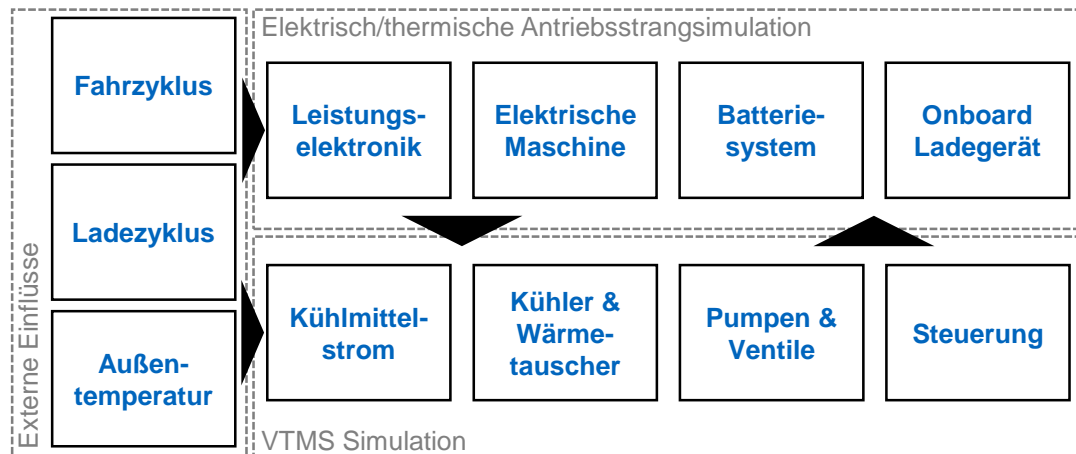 Externe Einflüsse
Fahrzyklus
Ladezyklus
Außen-
temperatur
Elektrisch/thermische Antriebsstrangsimulation
Leistungs-
elektronik
Elektrische
Maschine
Batterie-
system
Onboard
Ladegerät
Kühlmittel-
strom
Kühler &
Wärme-
tauscher
Pumpen &
Ventile
Steuerung
VTMS Simulation